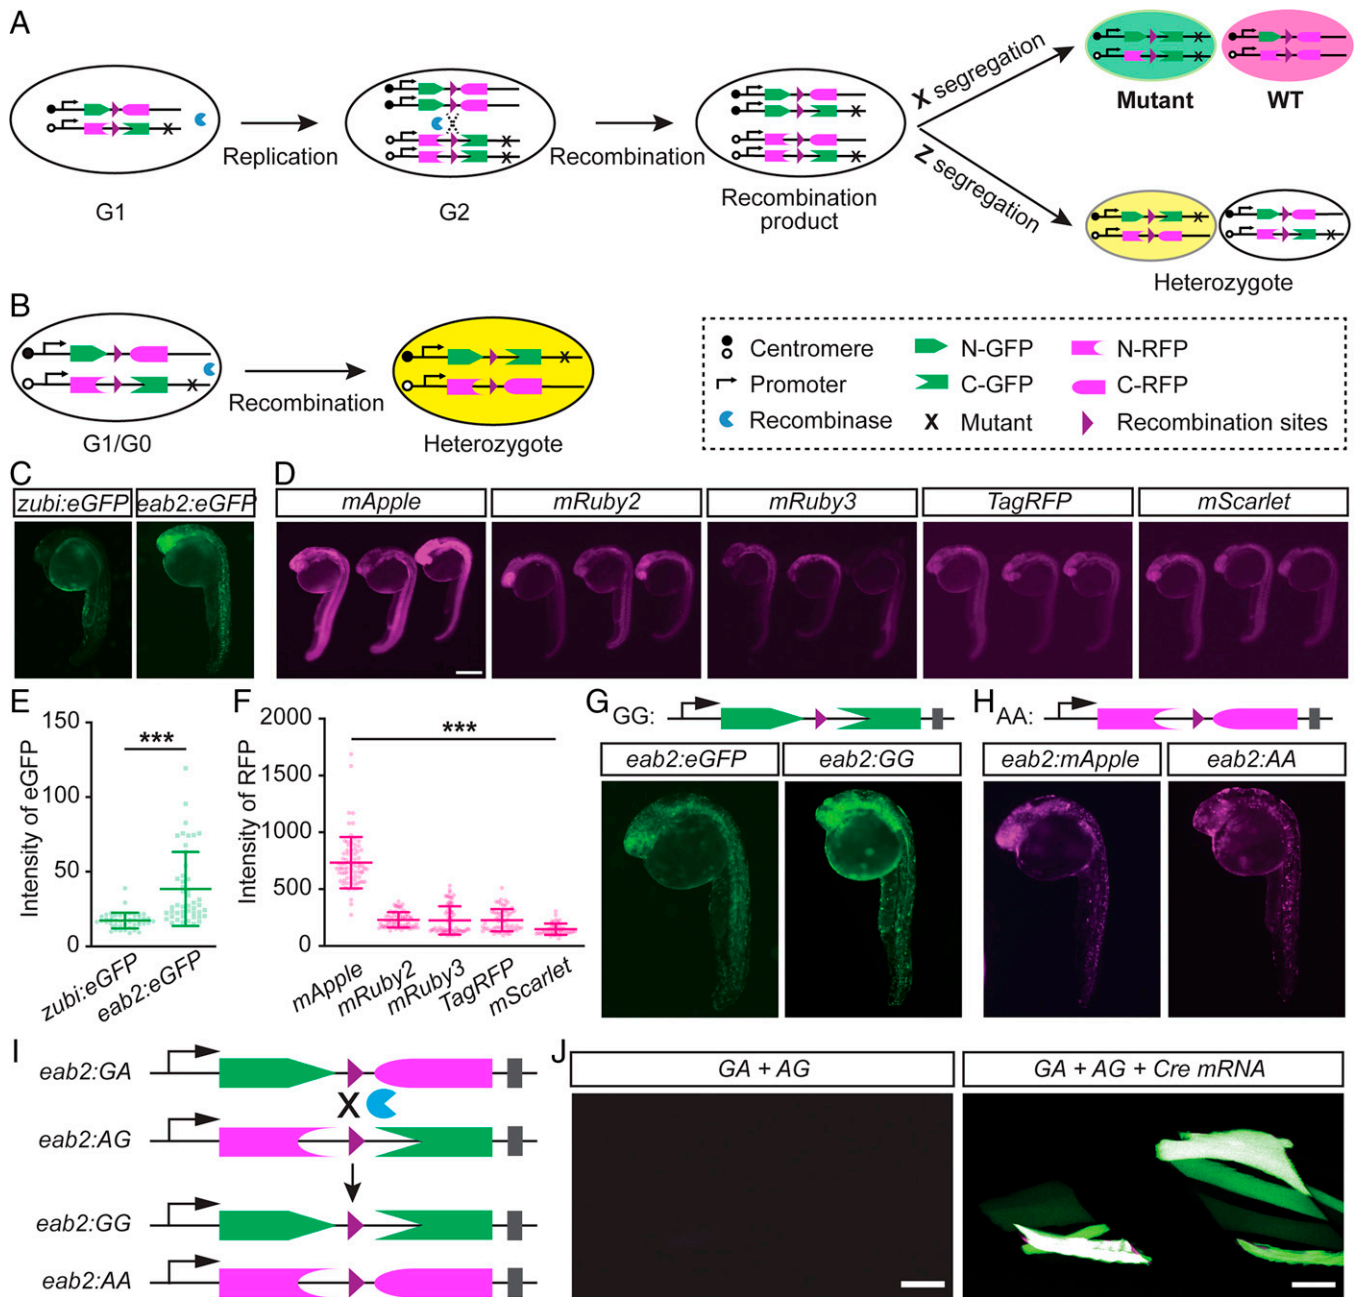 A
G1
Replication
G2
Recombination
Recombination
product
X segregation
Z segregation
Mutant
WT
Heterozygote
B
G1/G0
Recombination
Heterozygote
Centromere
N-GFP
N-RFP
Promoter
C-GFP
C-RFP
Recombinase
X Mutant
Recombination sites
C
zubi:eGFP
eab2:eGFP
D
mApple
mRuby2
mRuby3
TagRFP
mScarlet
E
Intensity of eGFP
150
100
50
0
***
zubi:eGFP
eab2:eGFP
F
Intensity of RFP
2000
1500
1000
500
0
***
mApple
mRuby2
mRuby3
TagRFP
mScarlet
G
GG:
eab2:eGFP
eab2:GG
H
AA:
eab2:mApple
eab2:AA
I
eab2:GA
X
eab2:AG
eab2:GG
eab2:AA
J
GA + AG
GA + AG + Cre mRNA